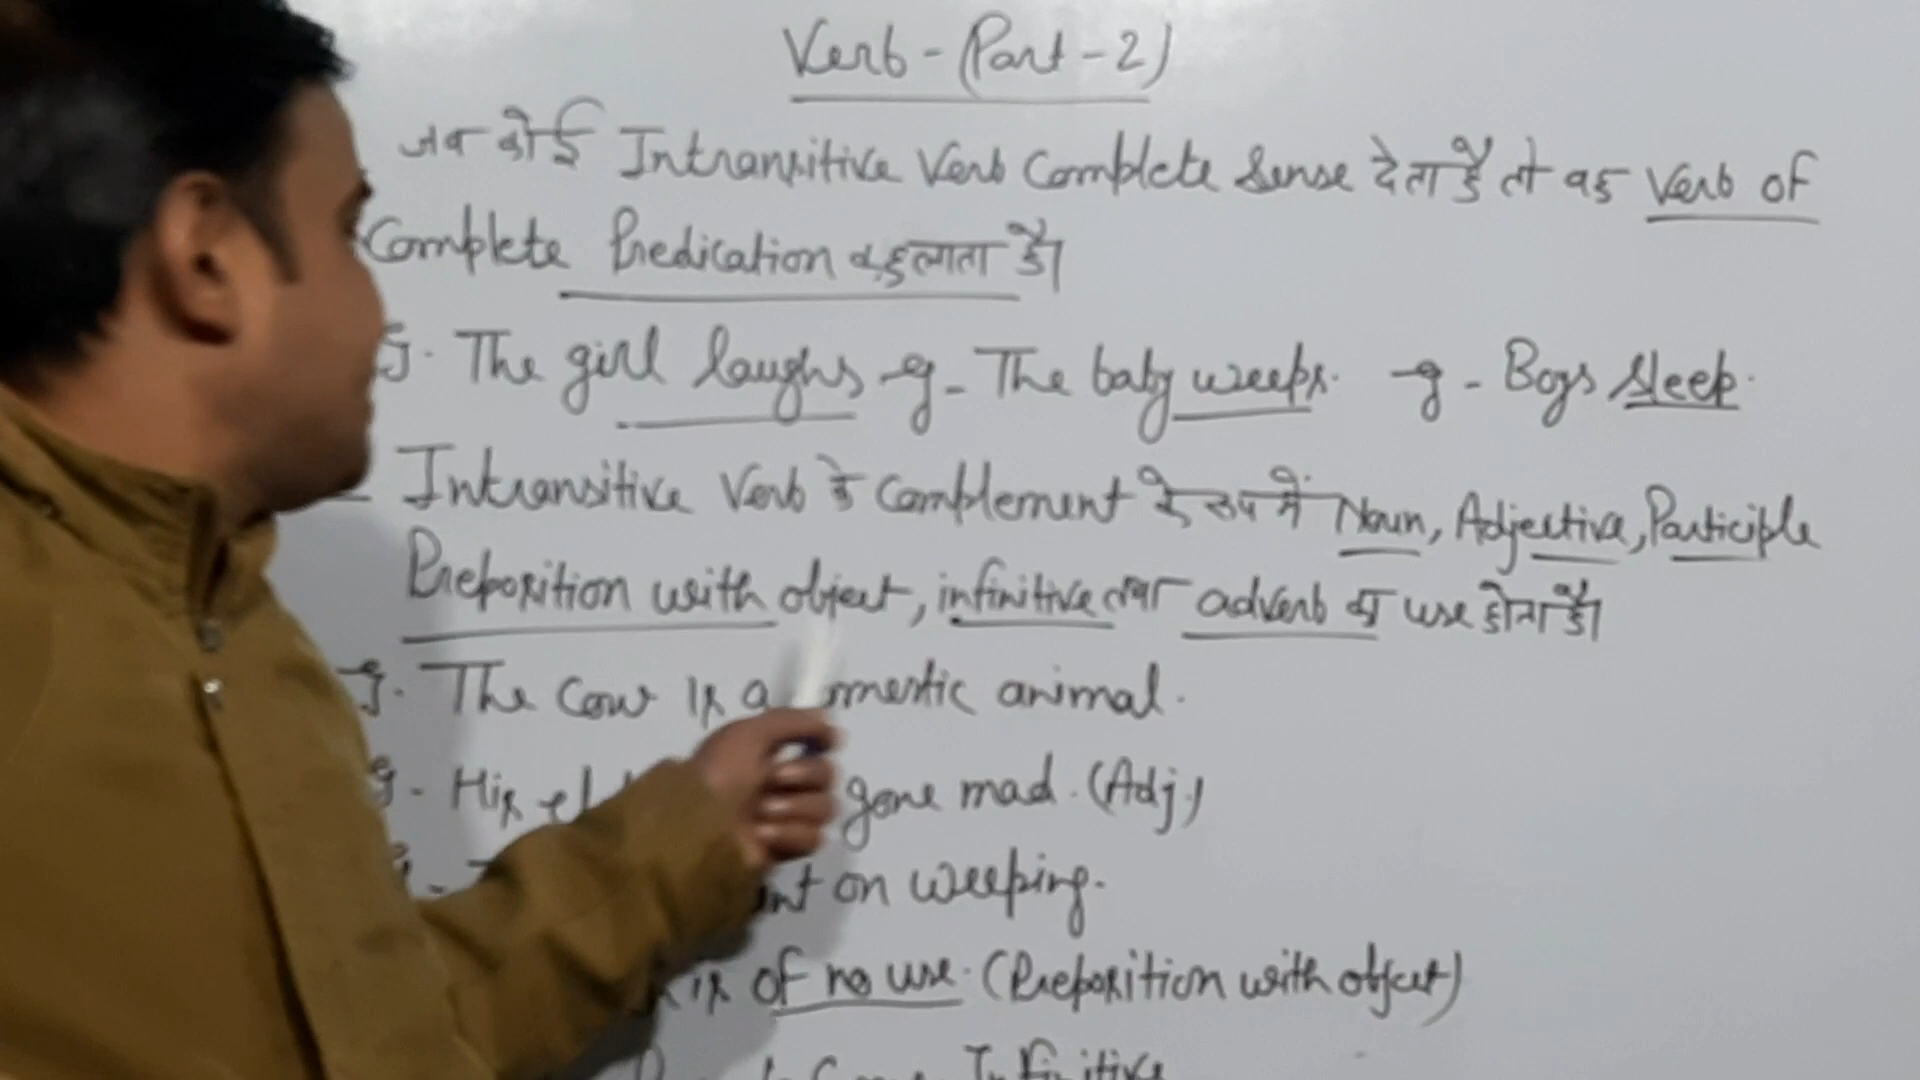 Verb - (Part - 2)
जब कोई Intransitive Verb Complete Sense देता है तो वह Verb of
Complete Predication कहलाता है।
The girl laughs eg - The baby weeps. eg - Boys sleep.
Intransitive Verb के Complement के रूप में Noun, Adjective, Participle
Preposition with object, infinitive तथा adverb का use होता है।
The Cow is a animal.
His gone mad. (Adj.)
on weeping.
is of no use. (Preposition with object)